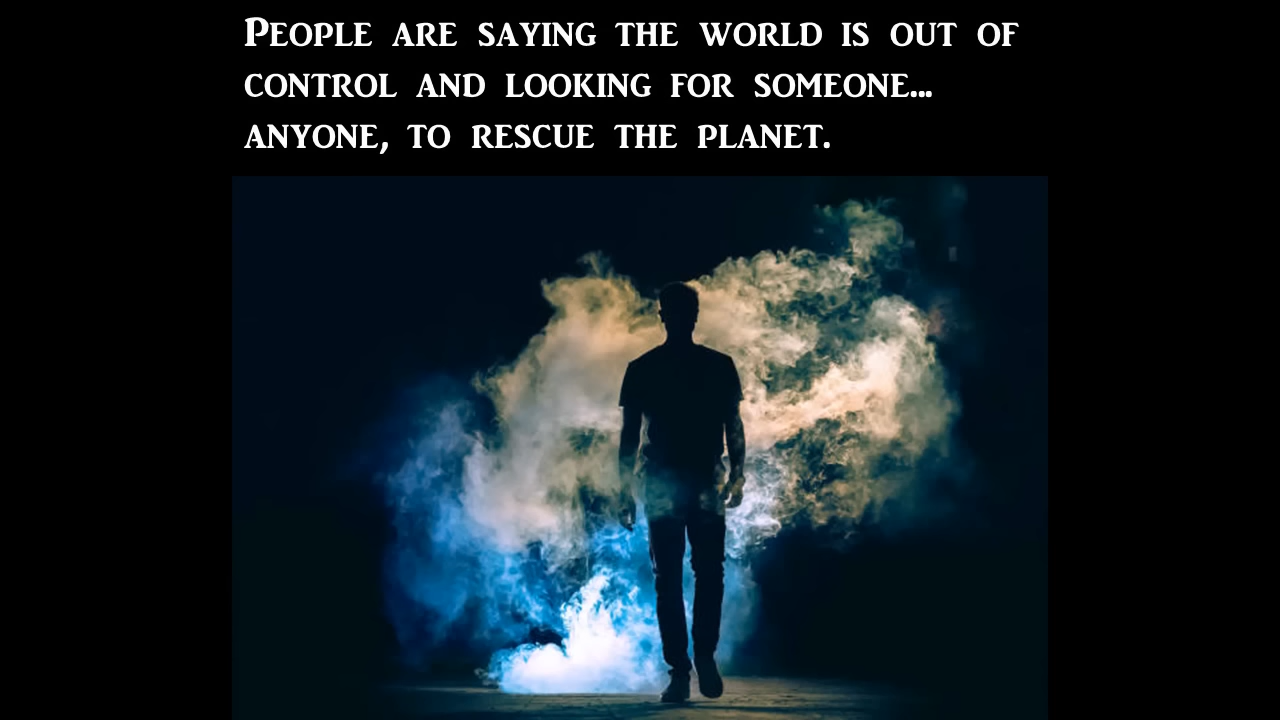 People are saying the world is out of
control and looking for someone...
anyone, to rescue the planet.